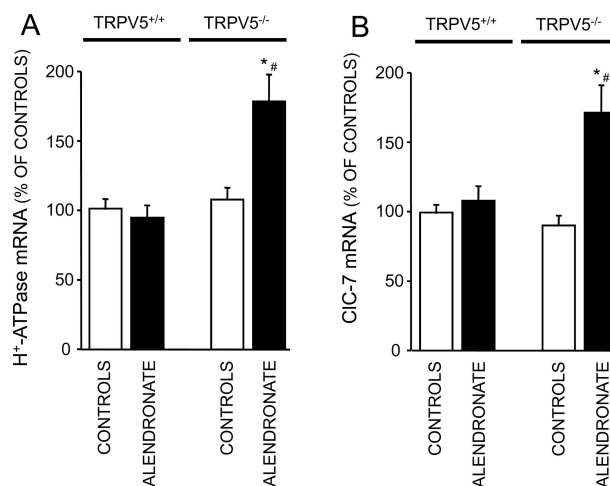 A
TRPV5+/+ TRPV5-/-
H+-ATPase mRNA (% OF CONTROLS)
200
150
100
50
0
*#
CONTROLS
ALENDRONATE
CONTROLS
ALENDRONATE
B
TRPV5+/+ TRPV5-/-
ClC-7 mRNA (% OF CONTROLS)
200
150
100
50
0
*#
CONTROLS
ALENDRONATE
CONTROLS
ALENDRONATE